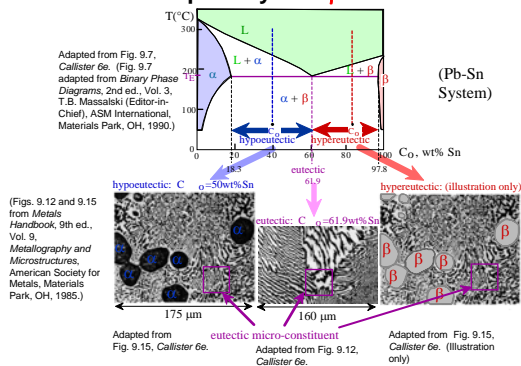 T(°C)
Adapted from Fig. 9.7,
Callister 6e. (Fig. 9.7
adapted from Binary Phase
Diagrams, 2nd ed., Vol. 3,
T.B. Massalski (Editor-in-
Chief), ASM International,
Materials Park, OH, 1990.)
300
200
TE
100
0
L
L + α
α
L + β
β
α + β
(Pb-Sn
System)
Co
hypoeutectic
Co
hypereutectic
0
20
40
60
80
100
18.3
eutectic
61.9
97.8
Co, wt% Sn
(Figs. 9.12 and 9.15
from Metals
Handbook, 9th ed.,
Vol. 9,
Metallography and
Microstructures,
American Society for
Metals, Materials
Park, OH, 1985.)
hypoeutectic: Co=50wt%Sn
eutectic: Co=61.9wt%Sn
hypereutectic: (illustration only)
α
α
α
α
α
α
β
β
β
β
β
β
175 μm
160 μm
eutectic micro-constituent
Adapted from
Fig. 9.15, Callister 6e.
Adapted from Fig. 9.12,
Callister 6e.
Adapted from Fig. 9.15,
Callister 6e. (Illustration
only)